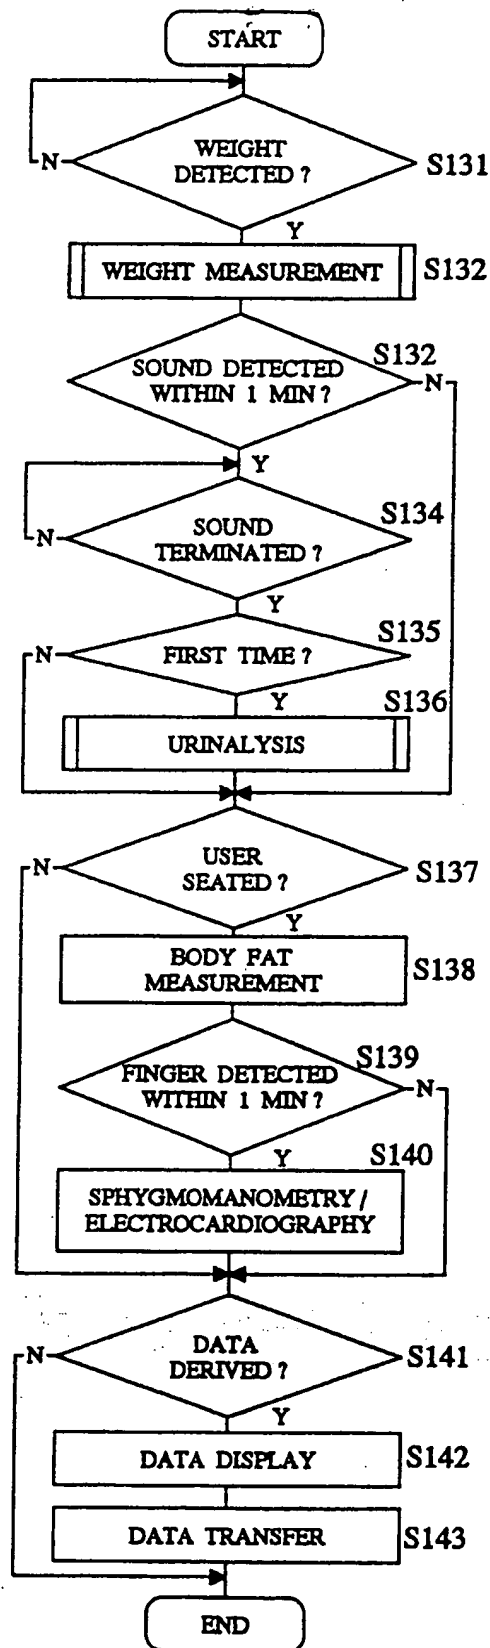 START
WEIGHT
DETECTED ?
N
S131
Y
WEIGHT MEASUREMENT
S132
SOUND DETECTED
WITHIN 1 MIN ?
S132
N
Y
SOUND
TERMINATED ?
S134
N
Y
FIRST TIME ?
S135
N
Y
URINALYSIS
S136
USER
SEATED ?
N
S137
Y
BODY FAT
MEASUREMENT
S138
FINGER DETECTED
WITHIN 1 MIN ?
S139
N
Y
S140
SPHYGMOMANOMETRY /
ELECTROCARDIOGRAPHY
DATA
DERIVED ?
N
S141
Y
DATA DISPLAY
S142
DATA TRANSFER
S143
END